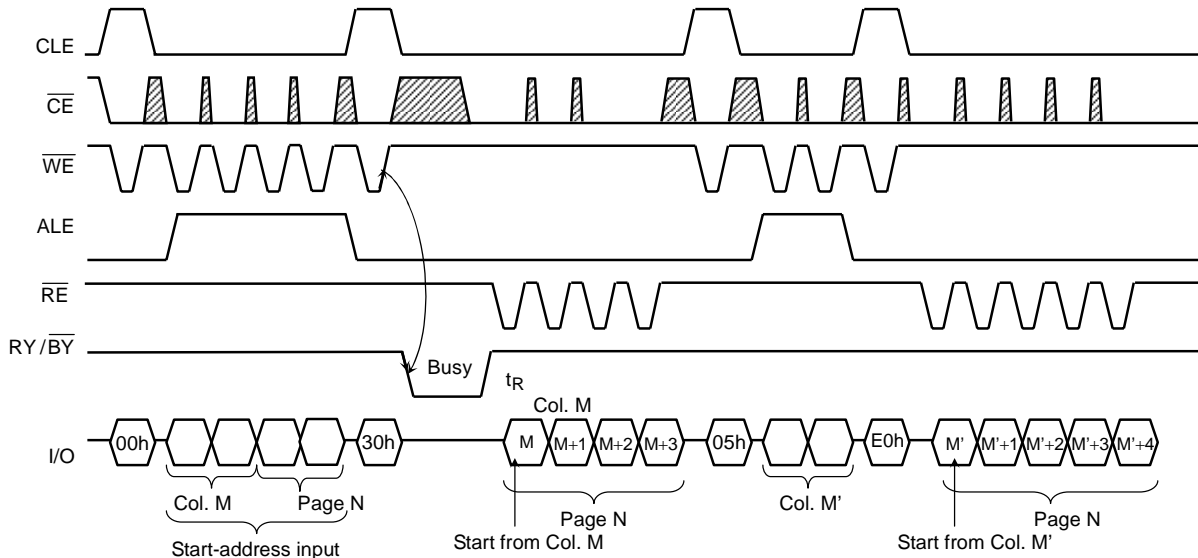 CLE
CE
WE
ALE
RE
RY/BY
Busy
tR
Col. M
I/O
00h
30h
M
M+1
M+2
M+3
05h
E0h
M'
M'+1
M'+2
M'+3
M'+4
Col. M
Page N
Start-address input
Page N
Start from Col. M
Col. M'
Page N
Start from Col. M'